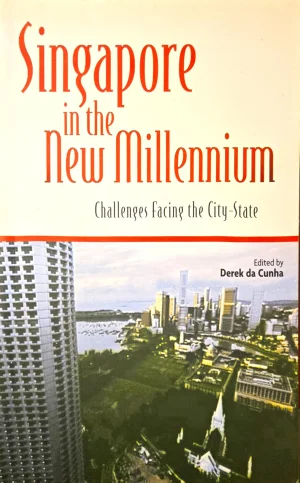 Singapore
in the
New Millennium
Challenges Facing the City-State
Edited by
Derek da Cunha